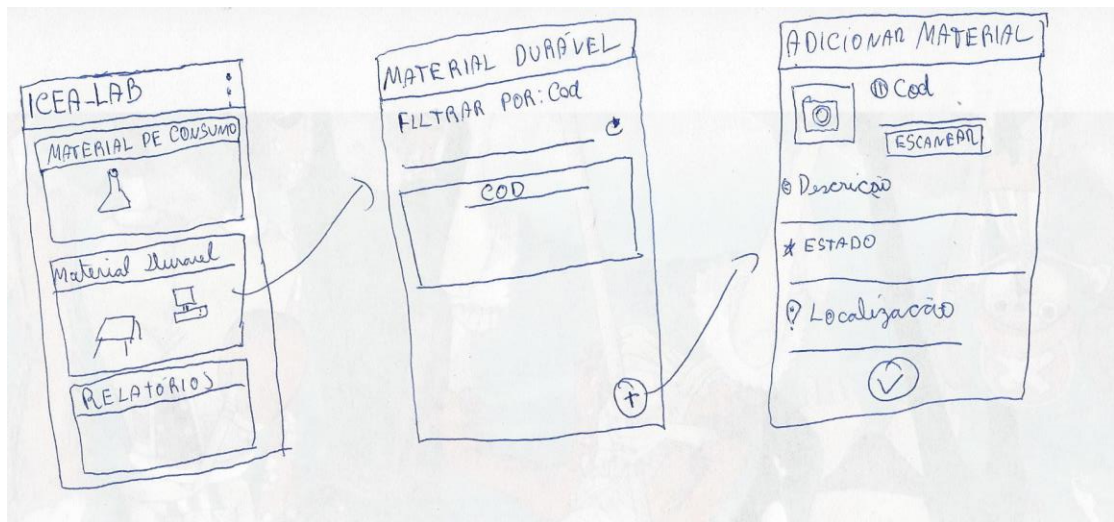 ICEA-LAB
MATERIAL DE CONSUMO
Material Duravel
RELATÓRIOS
MATERIAL DURÁVEL
FILTRAR POR: Cod
COD
ADICIONAR MATERIAL
Cod
ESCANEAR
Descrição
ESTADO
Localização